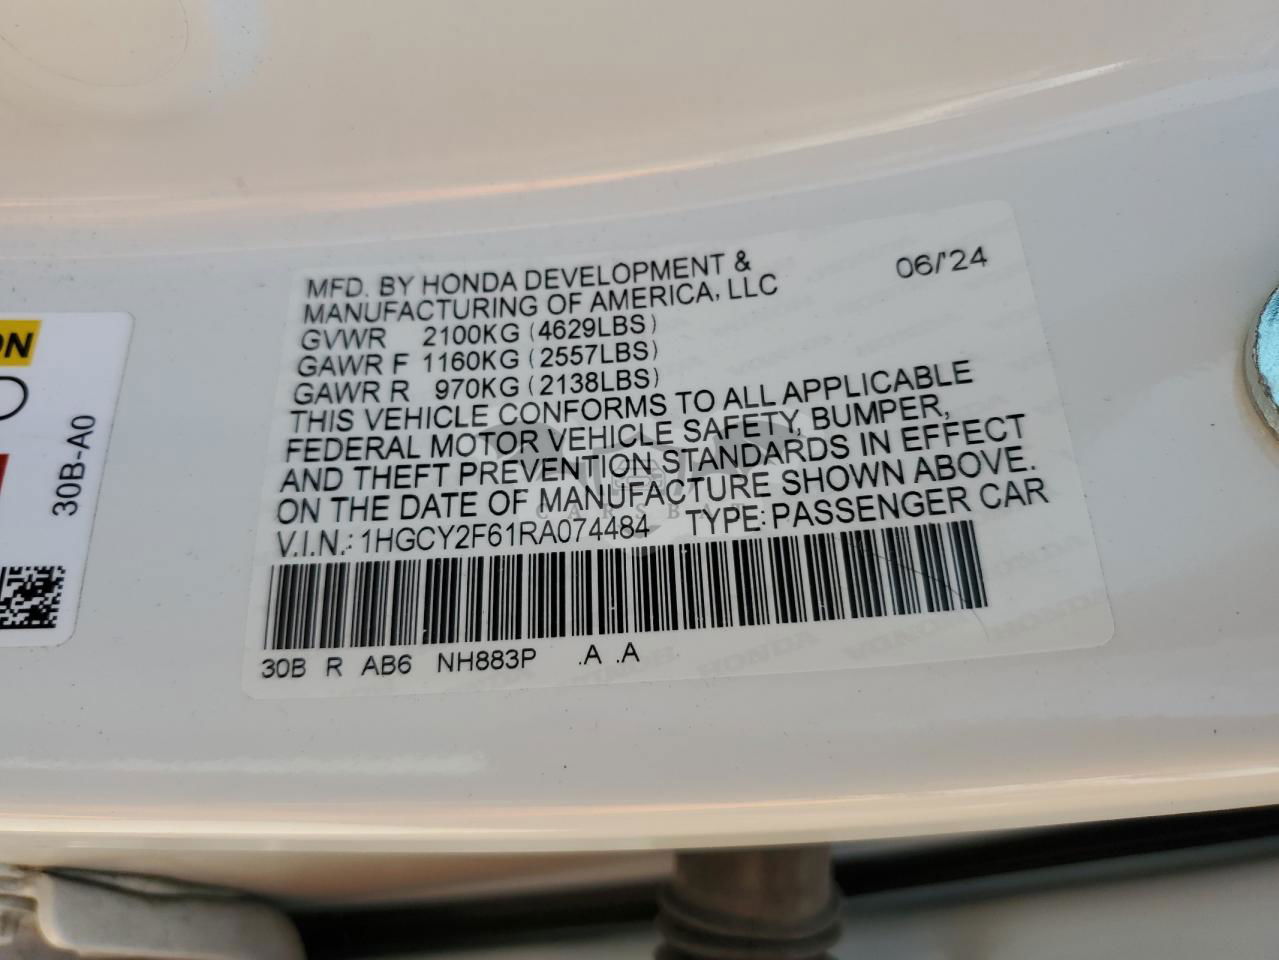 MFD. BY HONDA DEVELOPMENT &
MANUFACTURING OF AMERICA, LLC
06/'24
GVWR 2100KG (4629LBS)
GAWR F 1160KG (2557LBS)
GAWR R 970KG (2138LBS)
THIS VEHICLE CONFORMS TO ALL APPLICABLE
FEDERAL MOTOR VEHICLE SAFETY, BUMPER,
AND THEFT PREVENTION STANDARDS IN EFFECT
ON THE DATE OF MANUFACTURE SHOWN ABOVE.
V.I.N.: 1HGCY2F61RA074484 TYPE: PASSENGER CAR
30B R AB6 NH883P .A .A
30B-A0